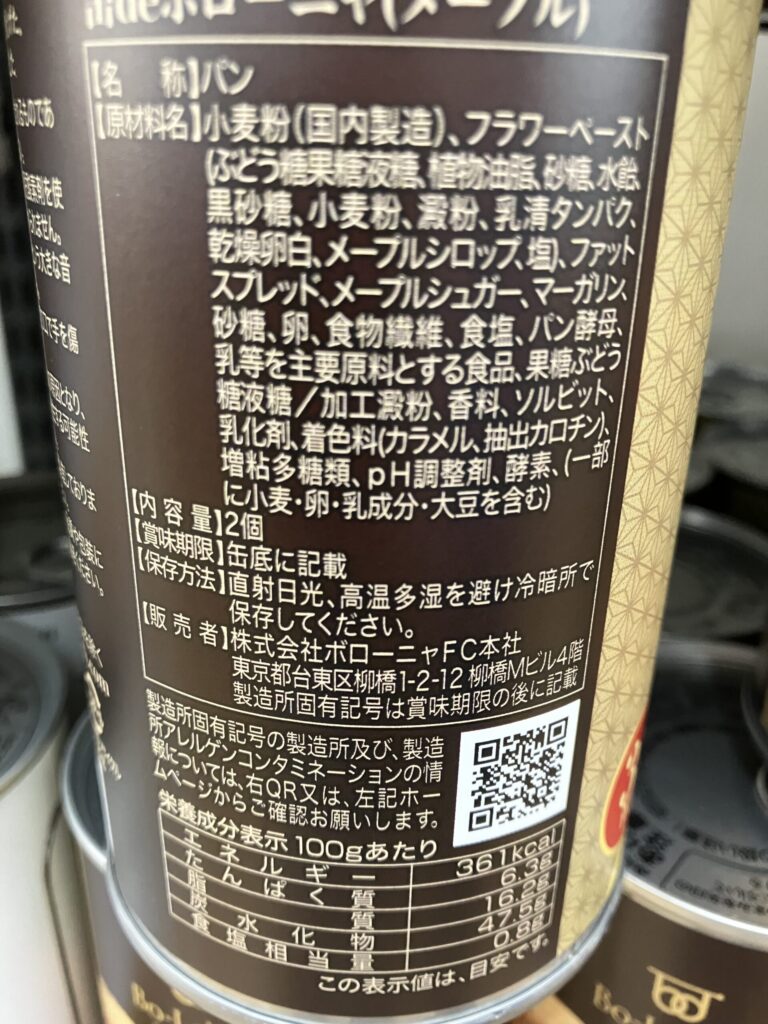 ボローニャ(メープル)
【名 称】パン
【原材料名】小麦粉(国内製造)、フラワーペースト
(ぶどう糖果糖液糖、植物油脂、砂糖、水飴、
黒砂糖、小麦粉、澱粉、乳清タンパク、
乾燥卵白、メープルシロップ、塩)、ファット
スプレッド、メープルシュガー、マーガリン、
砂糖、卵、食物繊維、食塩、パン酵母、
乳等を主要原料とする食品、果糖ぶどう
糖液糖/加工澱粉、香料、ソルビット、
乳化剤、着色料(カラメル、抽出カロチン)、
増粘多糖類、pH調整剤、酵素、(一部
に小麦・卵・乳成分・大豆を含む)
【内 容 量】2個
【賞味期限】缶底に記載
【保存方法】直射日光、高温多湿を避け冷暗所で
保存してください。
【販 売 者】株式会社ボローニャFC本社
東京都台東区柳橋1-2-12 柳橋Mビル4階
製造所固有記号は賞味期限の後に記載
製造所固有記号の製造所及び、製造
所アレルゲンコンタミネーションの情
報については、右QR又は、左記ホー
ムページからご確認お願いします。
栄養成分表示 100gあたり
エネルギー 361kcal
たんぱく質 6.3g
脂質 16.2g
炭水化物 47.5g
食塩相当量 0.8g
この表示値は、目安です。